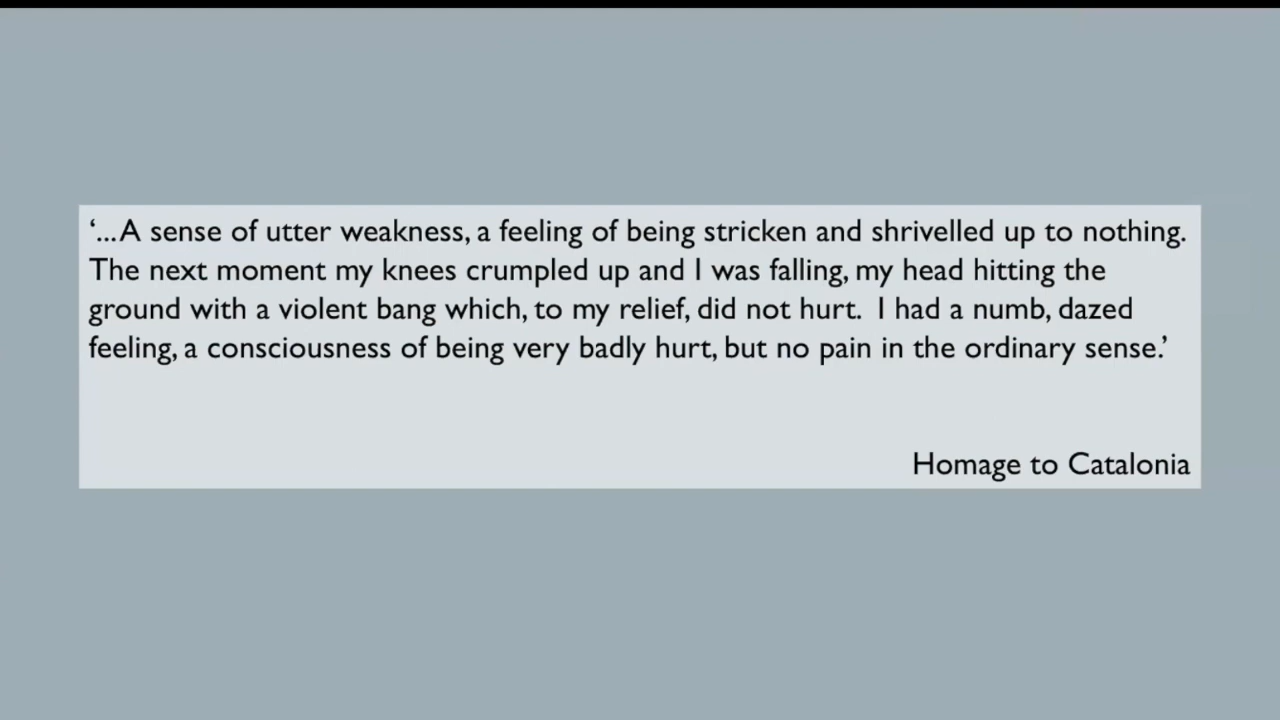 ‘...A sense of utter weakness, a feeling of being stricken and shrivelled up to nothing.
The next moment my knees crumpled up and I was falling, my head hitting the
ground with a violent bang which, to my relief, did not hurt.  I had a numb, dazed
feeling, a consciousness of being very badly hurt, but no pain in the ordinary sense.’
Homage to Catalonia